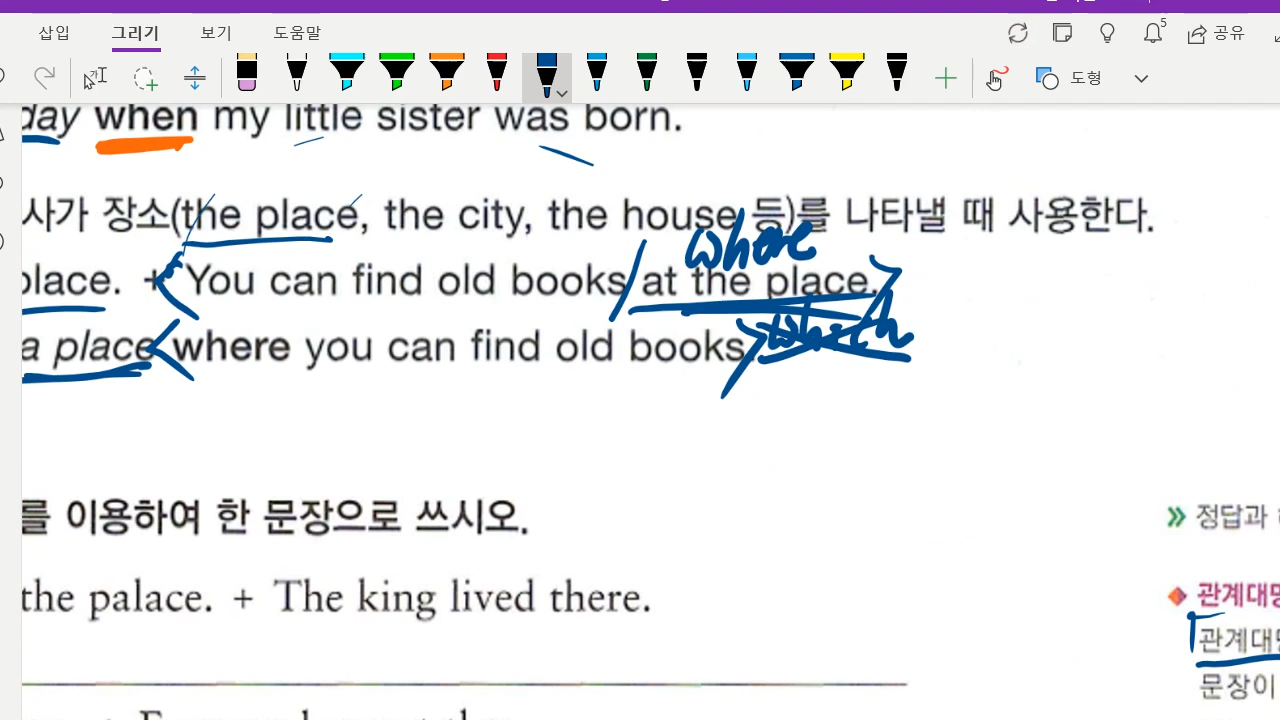 삽입 그리기 보기 도움말
5 공유
가 도형
day when my little sister was born.
사가 장소(the place, the city, the house 등)를 나타낼 때 사용한다.
where
place. + You can find old books at the place.
which
a place where you can find old books.
를 이용하여 한 문장으로 쓰시오.
정답과
the palace. + The king lived there.
관계대명
관계대명
문장이